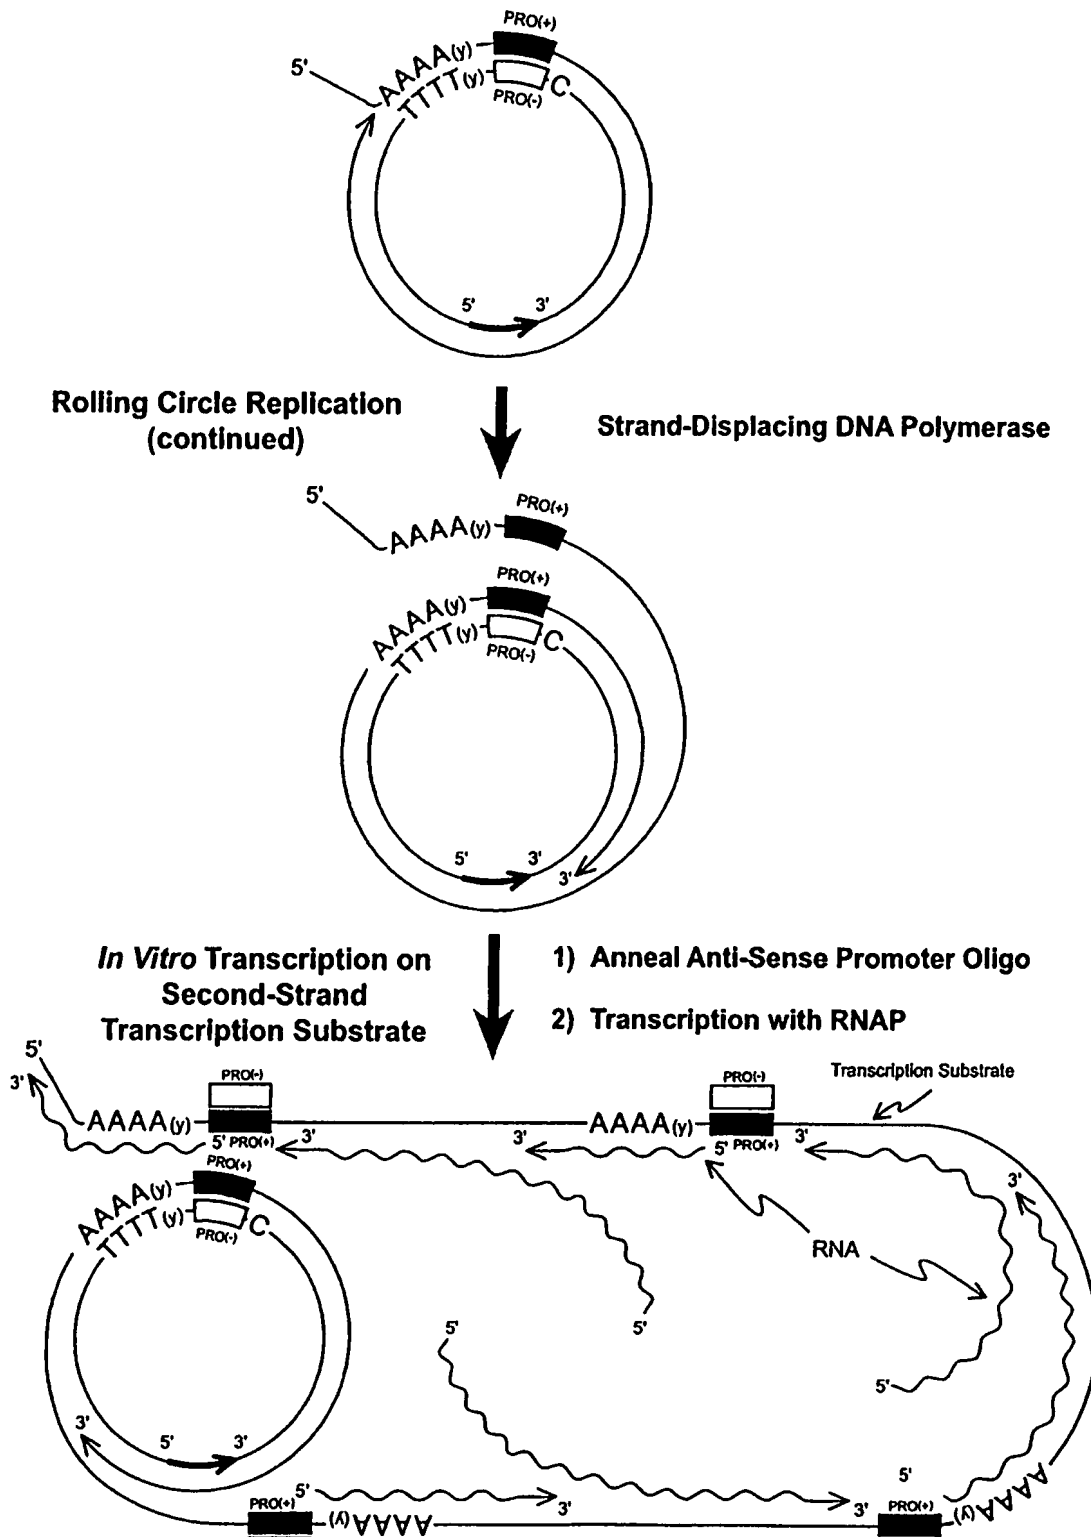 PRO(+)
5'
AAAA(y)
TTTT(y)
C
PRO(-)
5' 3'
Rolling Circle Replication
(continued)
Strand-Displacing DNA Polymerase
5'
PRO(+)
AAAA(y)
PRO(+)
AAAA(y)
TTTT(y)
C
PRO(-)
5' 3'
3'
In Vitro Transcription on
Second-Strand
Transcription Substrate
1) Anneal Anti-Sense Promoter Oligo
2) Transcription with RNAP
5'
3'
PRO(-)
PRO(-)
Transcription Substrate
AAAA(y)
AAAA(y)
5' PRO(+)
3'
3'
5' PRO(+)
3'
PRO(+)
AAAA(y)
TTTT(y)
C
PRO(-)
3'
RNA
5'
5'
5'
3'
5' 3'
5'
AAAA(y)
PRO(+)
5'
3'
3'
PRO(+)
AAAA(y)